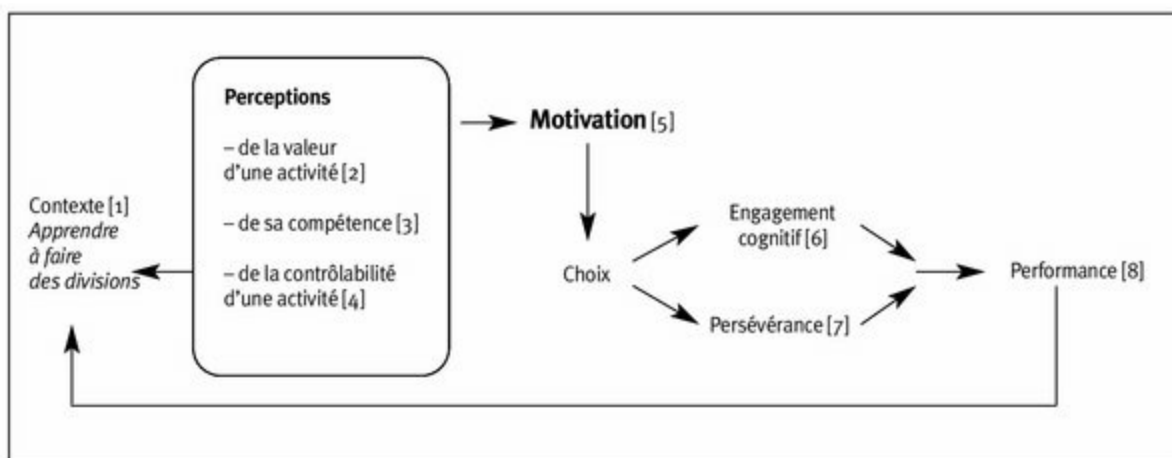 Perceptions
– de la valeur
d'une activité [2]
– de sa compétence [3]
– de la contrôlabilité
d'une activité [4]
Contexte [1]
Apprendre
à faire
des divisions
Motivation [5]
Choix
Engagement
cognitif [6]
Persévérance [7]
Performance [8]